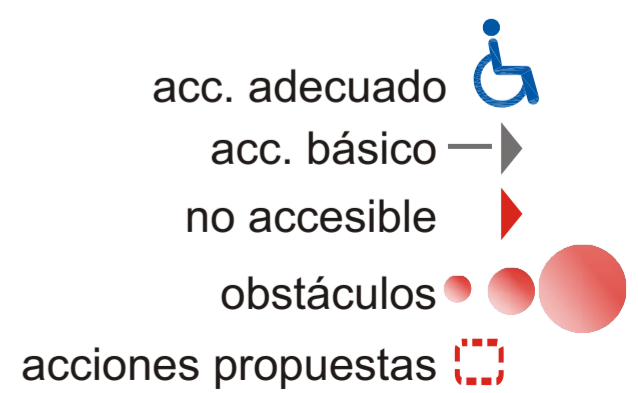 acc. adecuado
acc. básico
no accesible
obstáculos
acciones propuestas